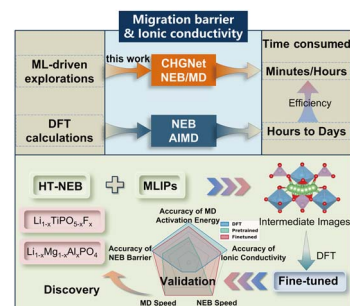 Migration barrier
& Ionic conductivity
Time consumed
ML-driven
explorations
this work
CHGNet
NEB/MD
Minutes/Hours
Efficiency
DFT
calculations
NEB
AIMD
Hours to Days
HT-NEB
MLIPs
Intermediate Images
Li1-xTiPO5-xFx
Li1-xMg1-xAlxPO4
Discovery
Accuracy of MD
Activation Energy
DFT
Pretrained
Fine-tuned
Accuracy of
NEB Barrier
Accuracy of
Ionic Conductivity
Validation
MD Speed
NEB Speed
DFT
Fine-tuned